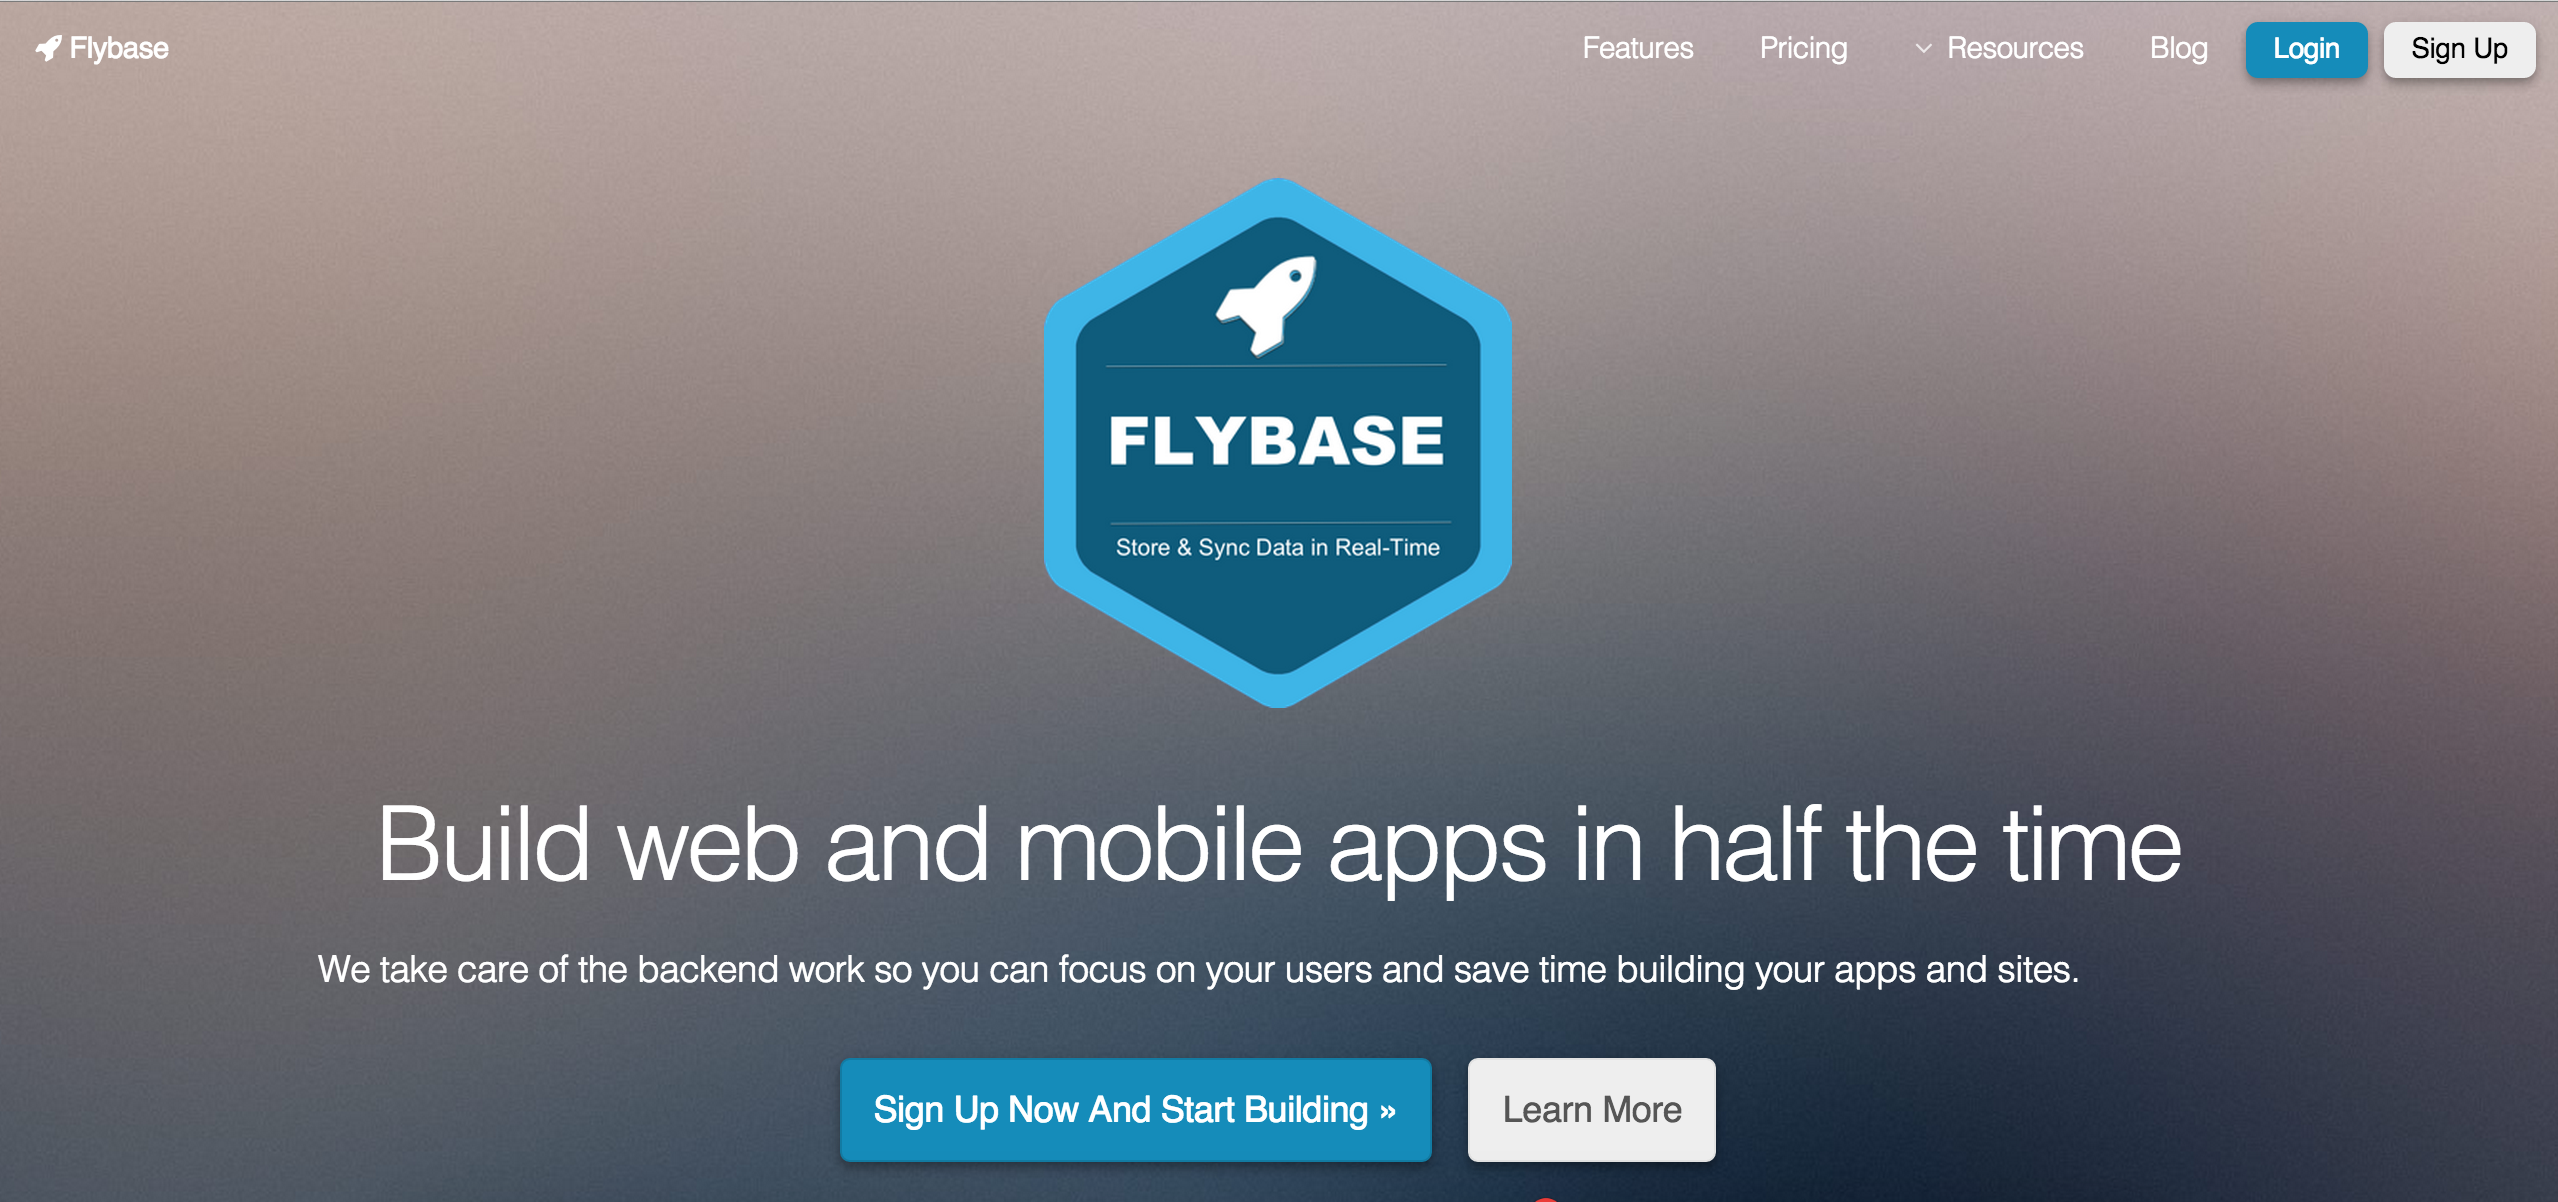 Flybase
Features
Pricing
Resources
Blog
Login
Sign Up
FLYBASE
Store & Sync Data in Real-Time
Build web and mobile apps in half the time
We take care of the backend work so you can focus on your users and save time building your apps and sites.
Sign Up Now And Start Building »
Learn More